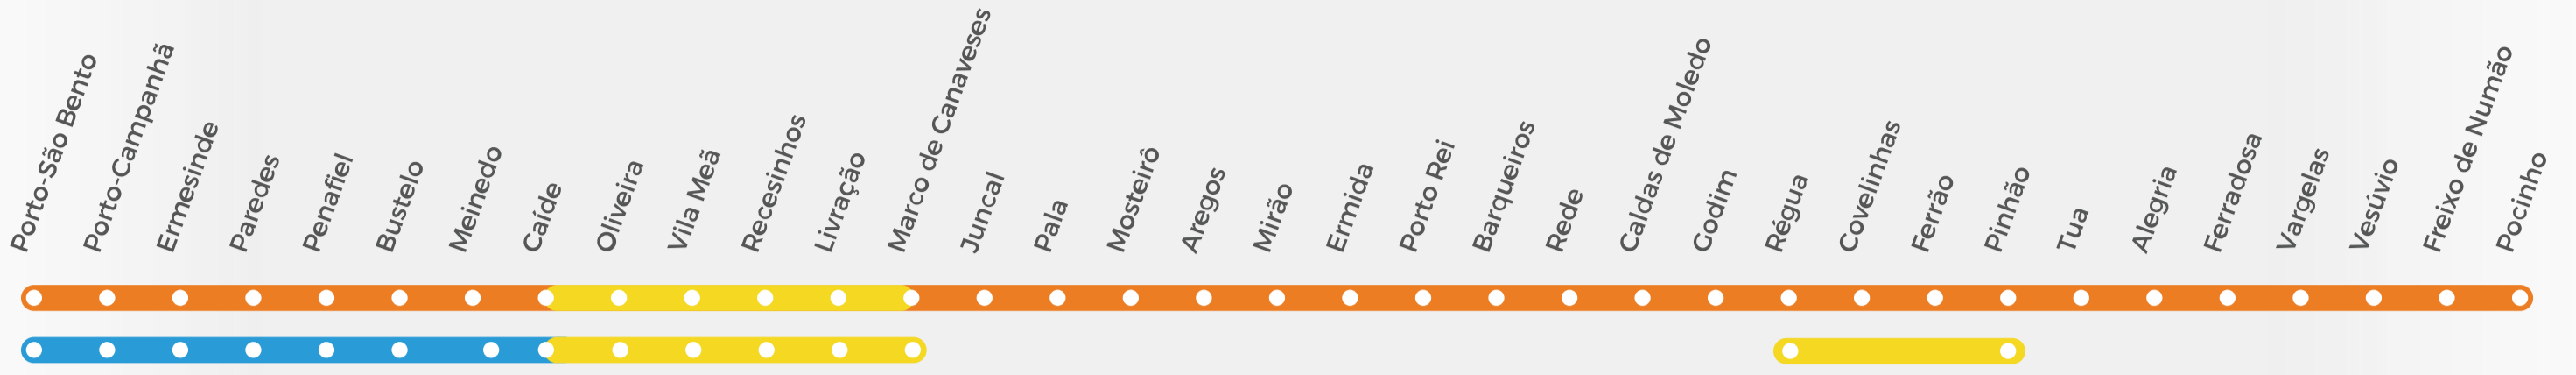 Porto-São Bento
Porto-Campanhã
Ermesinde
Paredes
Penafiel
Bustelo
Meinedo
Caíde
Oliveira
Vila Meã
Recesinhos
Livração
Marco de Canaveses
Juncal
Pala
Mosteirô
Aregos
Mirão
Ermida
Porto Rei
Barqueiros
Rede
Caldas de Moledo
Godim
Régua
Covelinhas
Ferrão
Pinhão
Tua
Alegria
Ferradosa
Vargelas
Vesúvio
Freixo de Numão
Pocinho